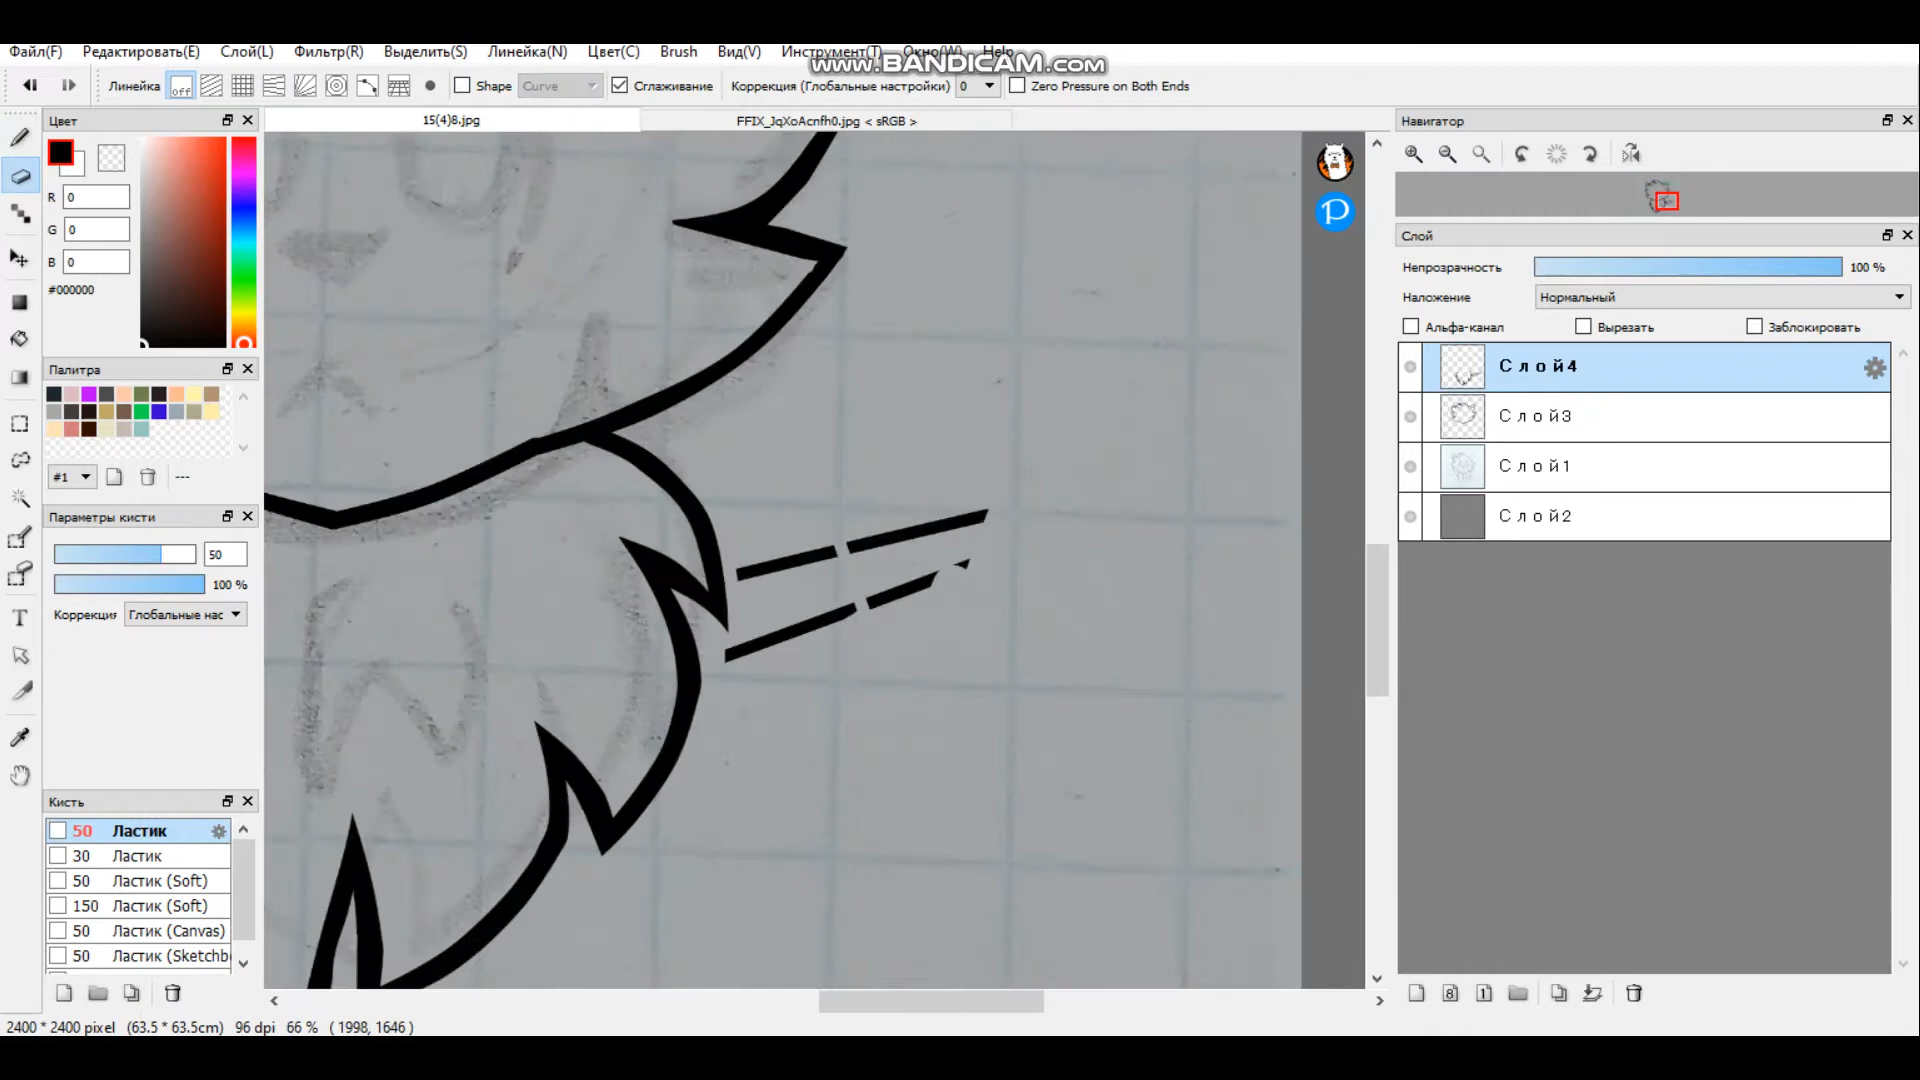 Файл(F) Редактировать(E) Слой(L) Фильтр(R) Выделить(S) Линейка(N) Цвет(C) Brush Вид(V) Инструмент(T) Окно(W) Help
www.BANDICAM.com
Линейка off Shape Curve Сглаживание Коррекция (Глобальные настройки) 0 Zero Pressure on Both Ends
Цвет
15(4)8.jpg
FFIX_JqXoAcnfh0.jpg < sRGB >
Навигатор
R 0
G 0
B 0
#000000
P
Слой
Непрозрачность 100 %
Наложение Нормальный
Альфа-канал Вырезать Заблокировать
Слой4
Слой3
Слой1
Слой2
Палитра
#1 ---
Параметры кисти
50
100 %
Коррекция Глобальные нас
T
Кисть
50 Ластик
30 Ластик
50 Ластик (Soft)
150 Ластик (Soft)
50 Ластик (Canvas)
50 Ластик (Sketchb
8 1
2400 * 2400 pixel (63.5 * 63.5cm) 96 dpi 66 % ( 1998, 1646 )